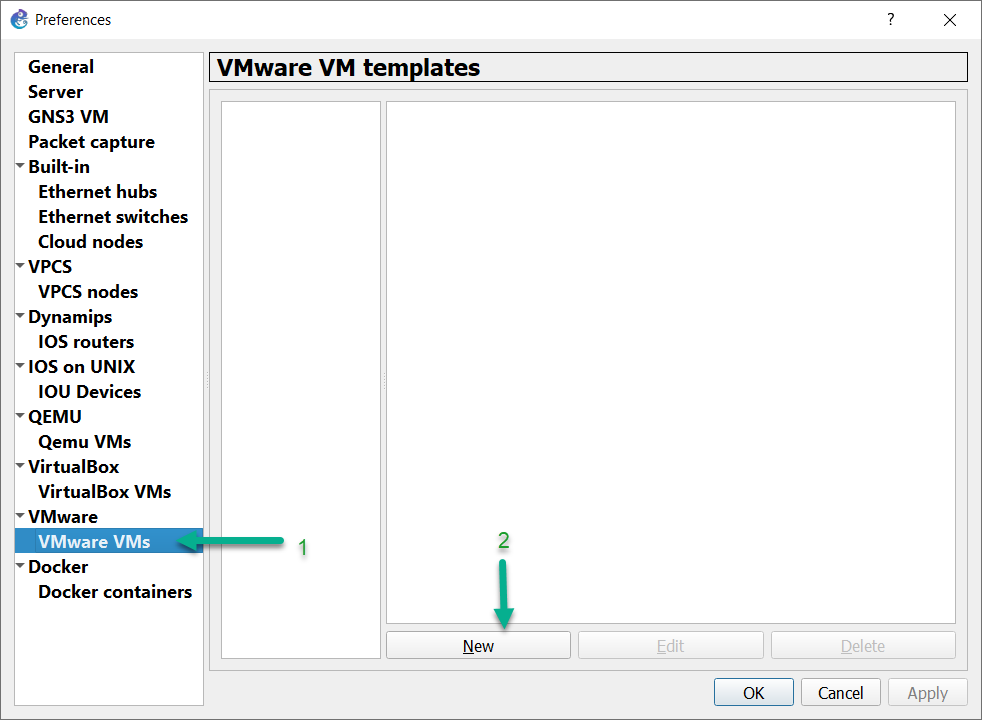 Preferences
?
General
Server
GNS3 VM
Packet capture
Built-in
Ethernet hubs
Ethernet switches
Cloud nodes
VPCS
VPCS nodes
Dynamips
IOS routers
IOS on UNIX
IOU Devices
QEMU
Qemu VMs
VirtualBox
VirtualBox VMs
VMware
VMware VMs
Docker
Docker containers
VMware VM templates
1
2
New
Edit
Delete
OK
Cancel
Apply